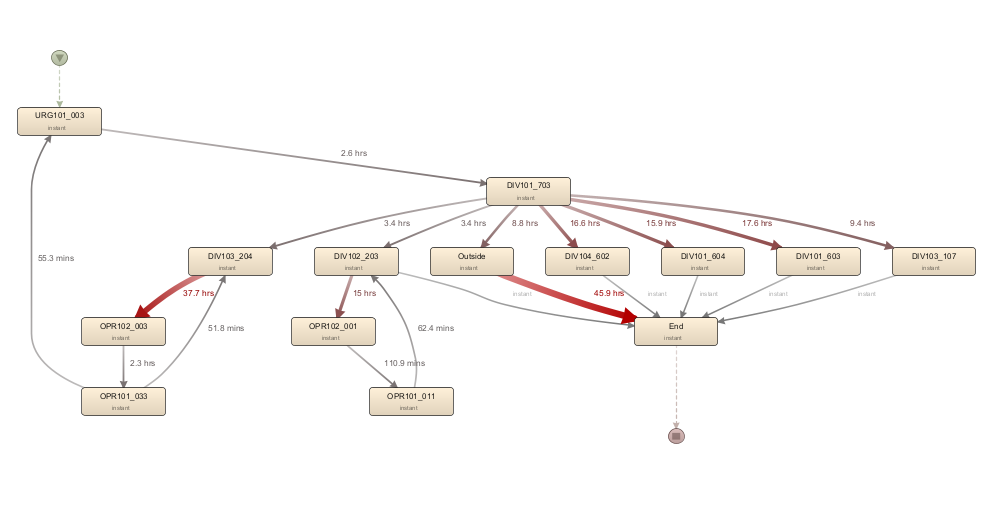 URG101_003
instant
2.6 hrs
DIV101_703
instant
3.4 hrs
3.4 hrs
8.8 hrs
16.6 hrs
15.9 hrs
17.6 hrs
9.4 hrs
55.3 mins
DIV103_204
instant
DIV102_203
instant
Outside
instant
DIV104_602
instant
DIV101_604
instant
DIV101_603
instant
DIV103_107
instant
37.7 hrs
15 hrs
instant
45.9 hrs
instant
instant
instant
instant
OPR102_003
instant
51.8 mins
OPR102_001
instant
62.4 mins
End
instant
2.3 hrs
110.9 mins
OPR101_033
instant
OPR101_011
instant